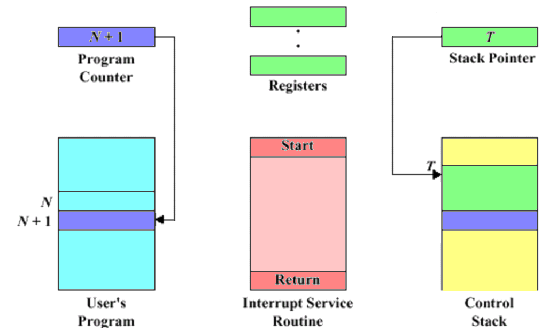 N + 1
Program
Counter
Registers
T
Stack Pointer
N
N + 1
User's
Program
Start
Return
Interrupt Service
Routine
T
Control
Stack